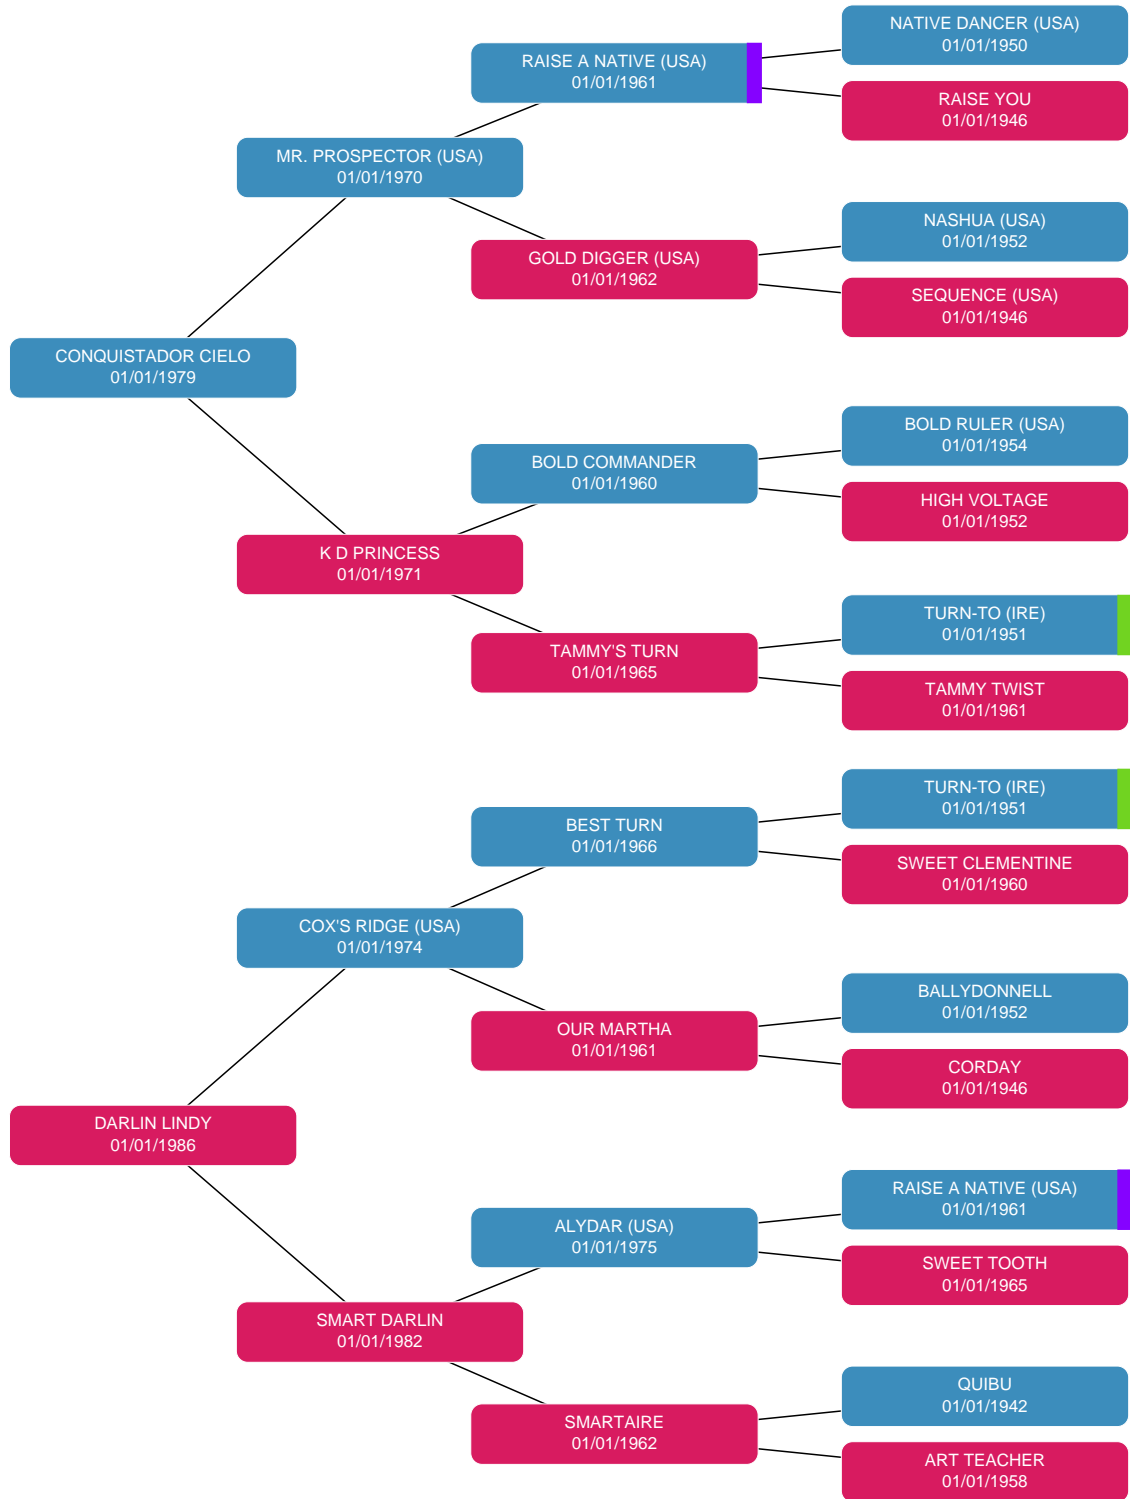 NATIVE DANCER (USA)
01/01/1950
RAISE A NATIVE (USA)
01/01/1961
RAISE YOU
01/01/1946
MR. PROSPECTOR (USA)
01/01/1970
NASHUA (USA)
01/01/1952
GOLD DIGGER (USA)
01/01/1962
SEQUENCE (USA)
01/01/1946
CONQUISTADOR CIELO
01/01/1979
BOLD RULER (USA)
01/01/1954
BOLD COMMANDER
01/01/1960
HIGH VOLTAGE
01/01/1952
K D PRINCESS
01/01/1971
TURN-TO (IRE)
01/01/1951
TAMMY'S TURN
01/01/1965
TAMMY TWIST
01/01/1961
TURN-TO (IRE)
01/01/1951
BEST TURN
01/01/1966
SWEET CLEMENTINE
01/01/1960
COX'S RIDGE (USA)
01/01/1974
BALLYDONNELL
01/01/1952
OUR MARTHA
01/01/1961
CORDAY
01/01/1946
DARLIN LINDY
01/01/1986
RAISE A NATIVE (USA)
01/01/1961
ALYDAR (USA)
01/01/1975
SWEET TOOTH
01/01/1965
SMART DARLIN
01/01/1982
QUIBU
01/01/1942
SMARTAIRE
01/01/1962
ART TEACHER
01/01/1958